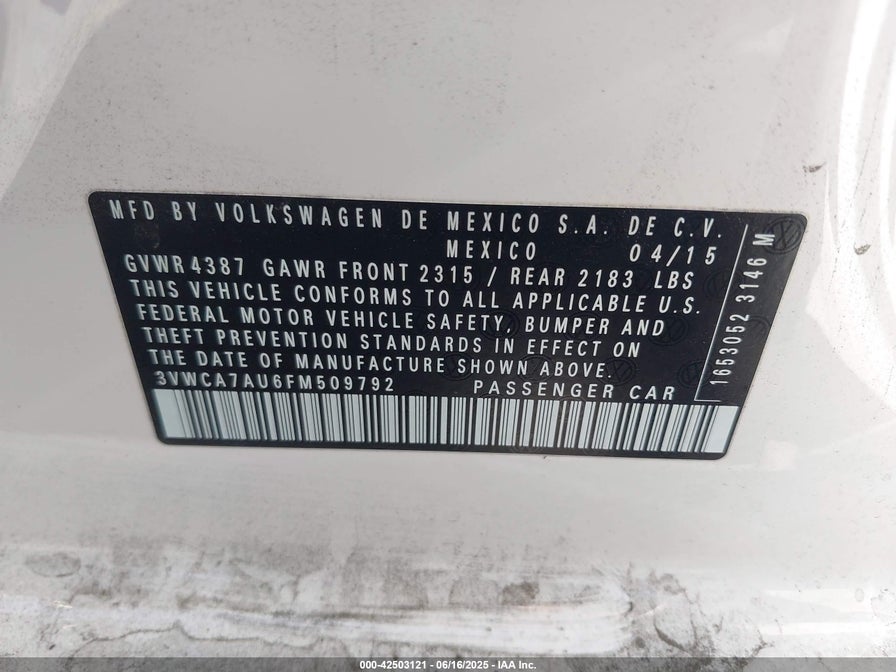 MFD BY VOLKSWAGEN DE MEXICO S.A. DE C.V.
MEXICO 04/15
GVWR4387 GAWR FRONT 2315 / REAR 2183 LBS
THIS VEHICLE CONFORMS TO ALL APPLICABLE U.S.
FEDERAL MOTOR VEHICLE SAFETY, BUMPER AND
THEFT PREVENTION STANDARDS IN EFFECT ON
THE DATE OF MANUFACTURE SHOWN ABOVE.
3VWCA7AU6FM509792 PASSENGER CAR
1653052 3146 M
000-42503121 - 06/16/2025 - IAA Inc.